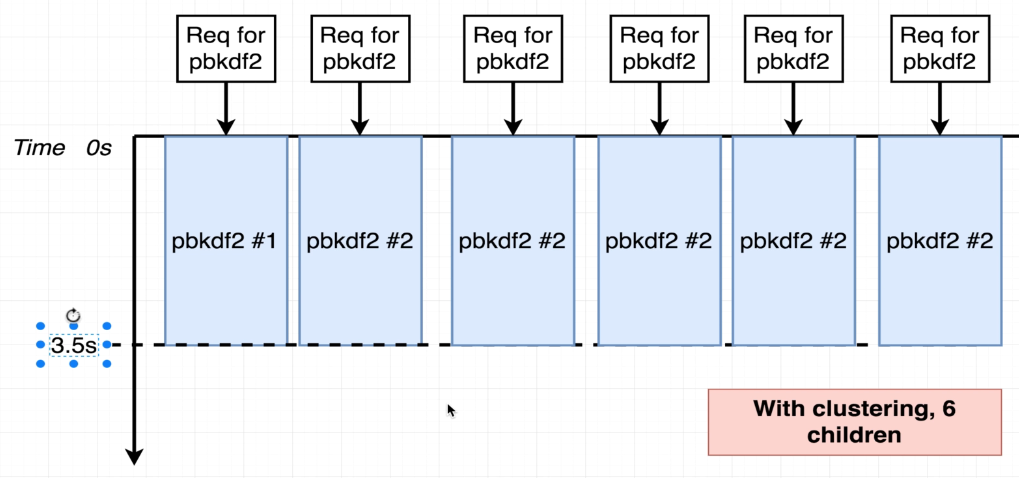 Req for
pbkdf2
Req for
pbkdf2
Req for
pbkdf2
Req for
pbkdf2
Req for
pbkdf2
Req for
pbkdf2
Time 0s
pbkdf2 #1
pbkdf2 #2
pbkdf2 #2
pbkdf2 #2
pbkdf2 #2
pbkdf2 #2
3.5s
With clustering, 6
children